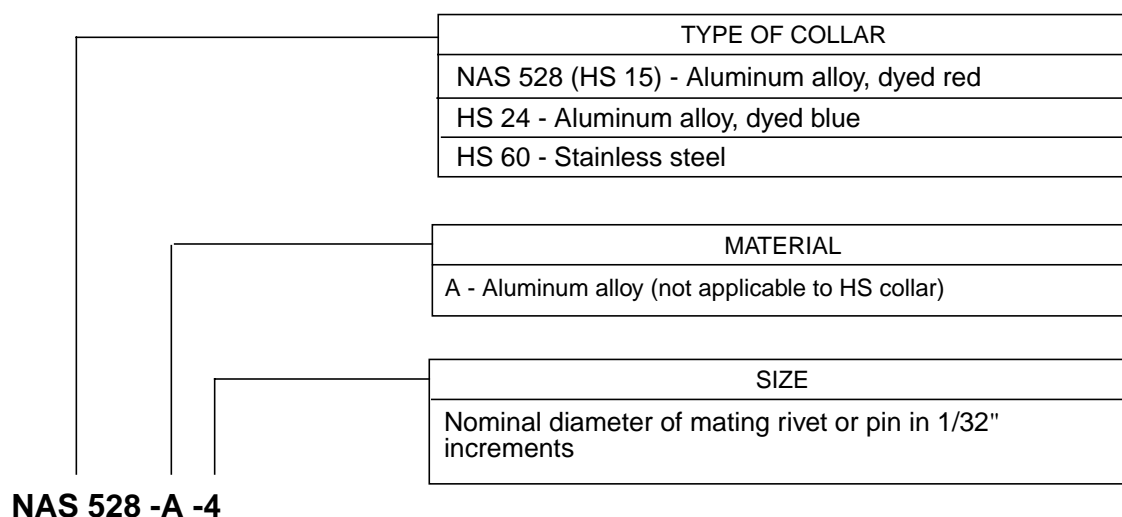 TYPE OF COLLAR
NAS 528 (HS 15) - Aluminum alloy, dyed red
HS 24 - Aluminum alloy, dyed blue
HS 60 - Stainless steel
MATERIAL
A - Aluminum alloy (not applicable to HS collar)
SIZE
Nominal diameter of mating rivet or pin in 1/32"
increments
NAS 528 -A -4